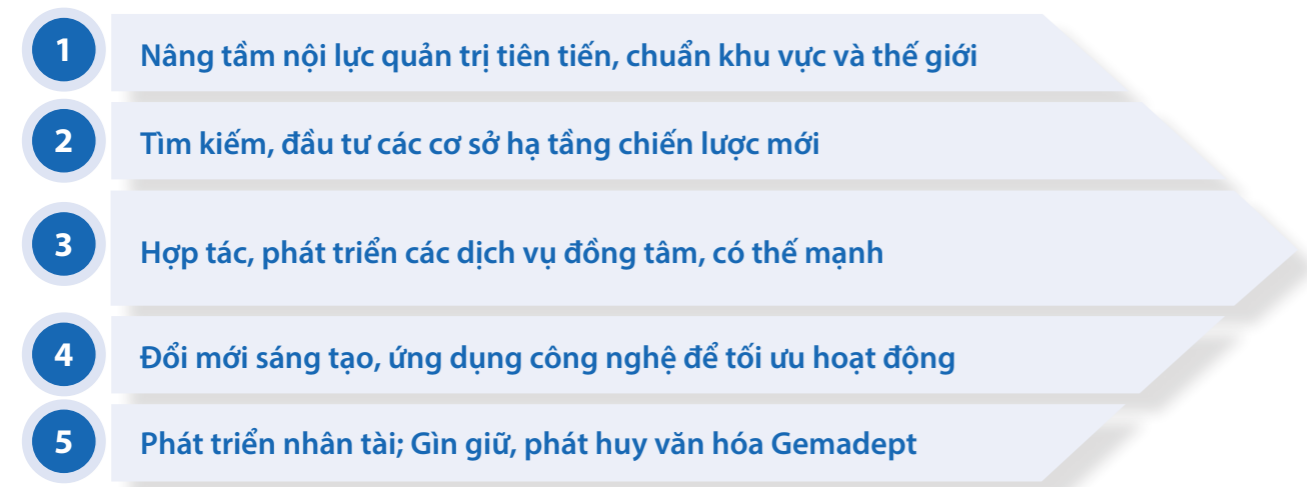 1
Nâng tầm nội lực quản trị tiên tiến, chuẩn khu vực và thế giới
2
Tìm kiếm, đầu tư các cơ sở hạ tầng chiến lược mới
3
Hợp tác, phát triển các dịch vụ đồng tâm, có thế mạnh
4
Đổi mới sáng tạo, ứng dụng công nghệ để tối ưu hoạt động
5
Phát triển nhân tài; Gìn giữ, phát huy văn hóa Gemadept